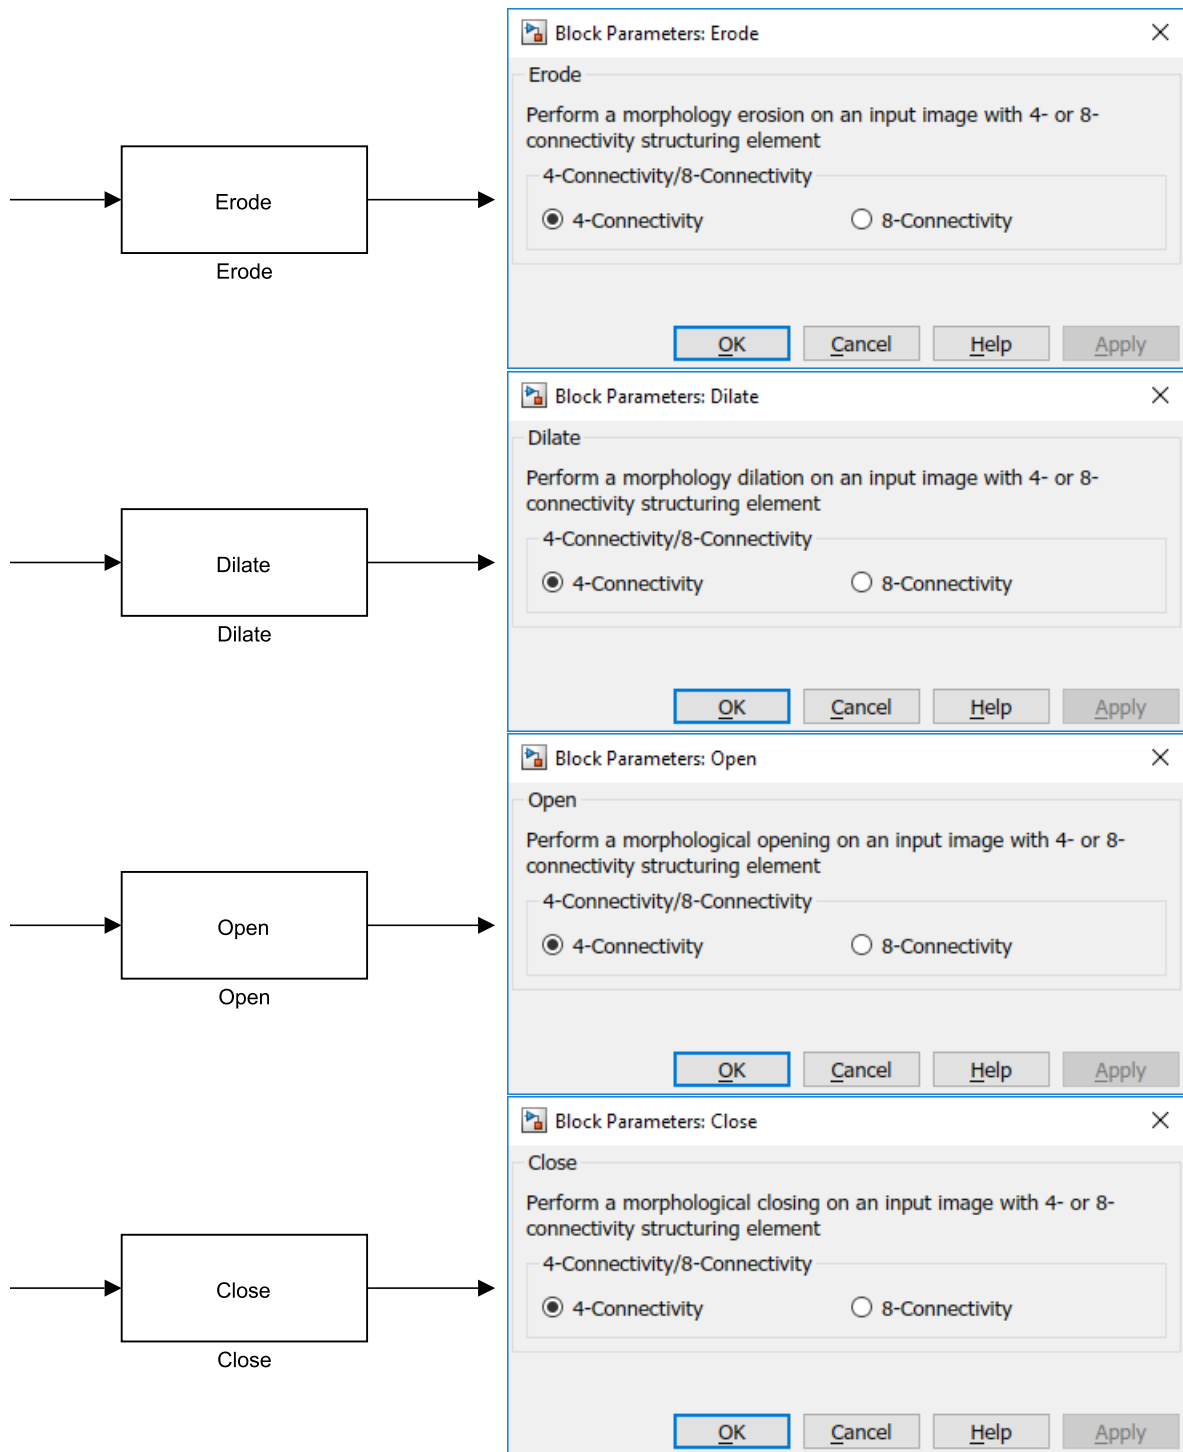 Block Parameters: Erode
Erode
Perform a morphology erosion on an input image with 4- or 8-
connectivity structuring element
4-Connectivity/8-Connectivity
4-Connectivity 8-Connectivity
OK Cancel Help Apply
Erode
Erode
Block Parameters: Dilate
Dilate
Perform a morphology dilation on an input image with 4- or 8-
connectivity structuring element
4-Connectivity/8-Connectivity
4-Connectivity 8-Connectivity
OK Cancel Help Apply
Dilate
Dilate
Block Parameters: Open
Open
Perform a morphological opening on an input image with 4- or 8-
connectivity structuring element
4-Connectivity/8-Connectivity
4-Connectivity 8-Connectivity
OK Cancel Help Apply
Open
Open
Block Parameters: Close
Close
Perform a morphological closing on an input image with 4- or 8-
connectivity structuring element
4-Connectivity/8-Connectivity
4-Connectivity 8-Connectivity
OK Cancel Help Apply
Close
Close